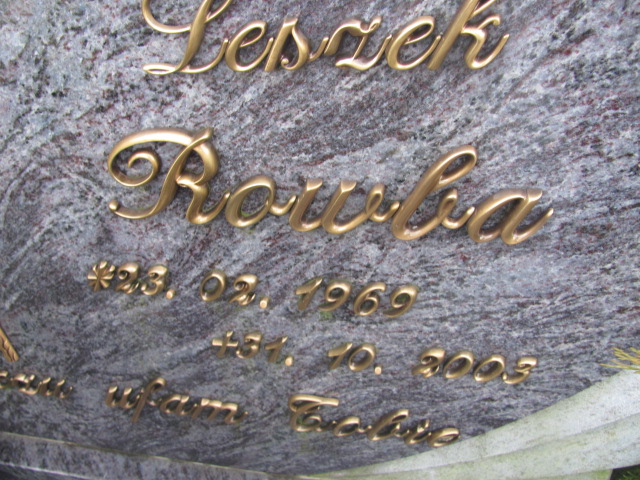 Leszek
Rowba
*23. 02. 1969
+31. 10. 2003
ufam Tobie